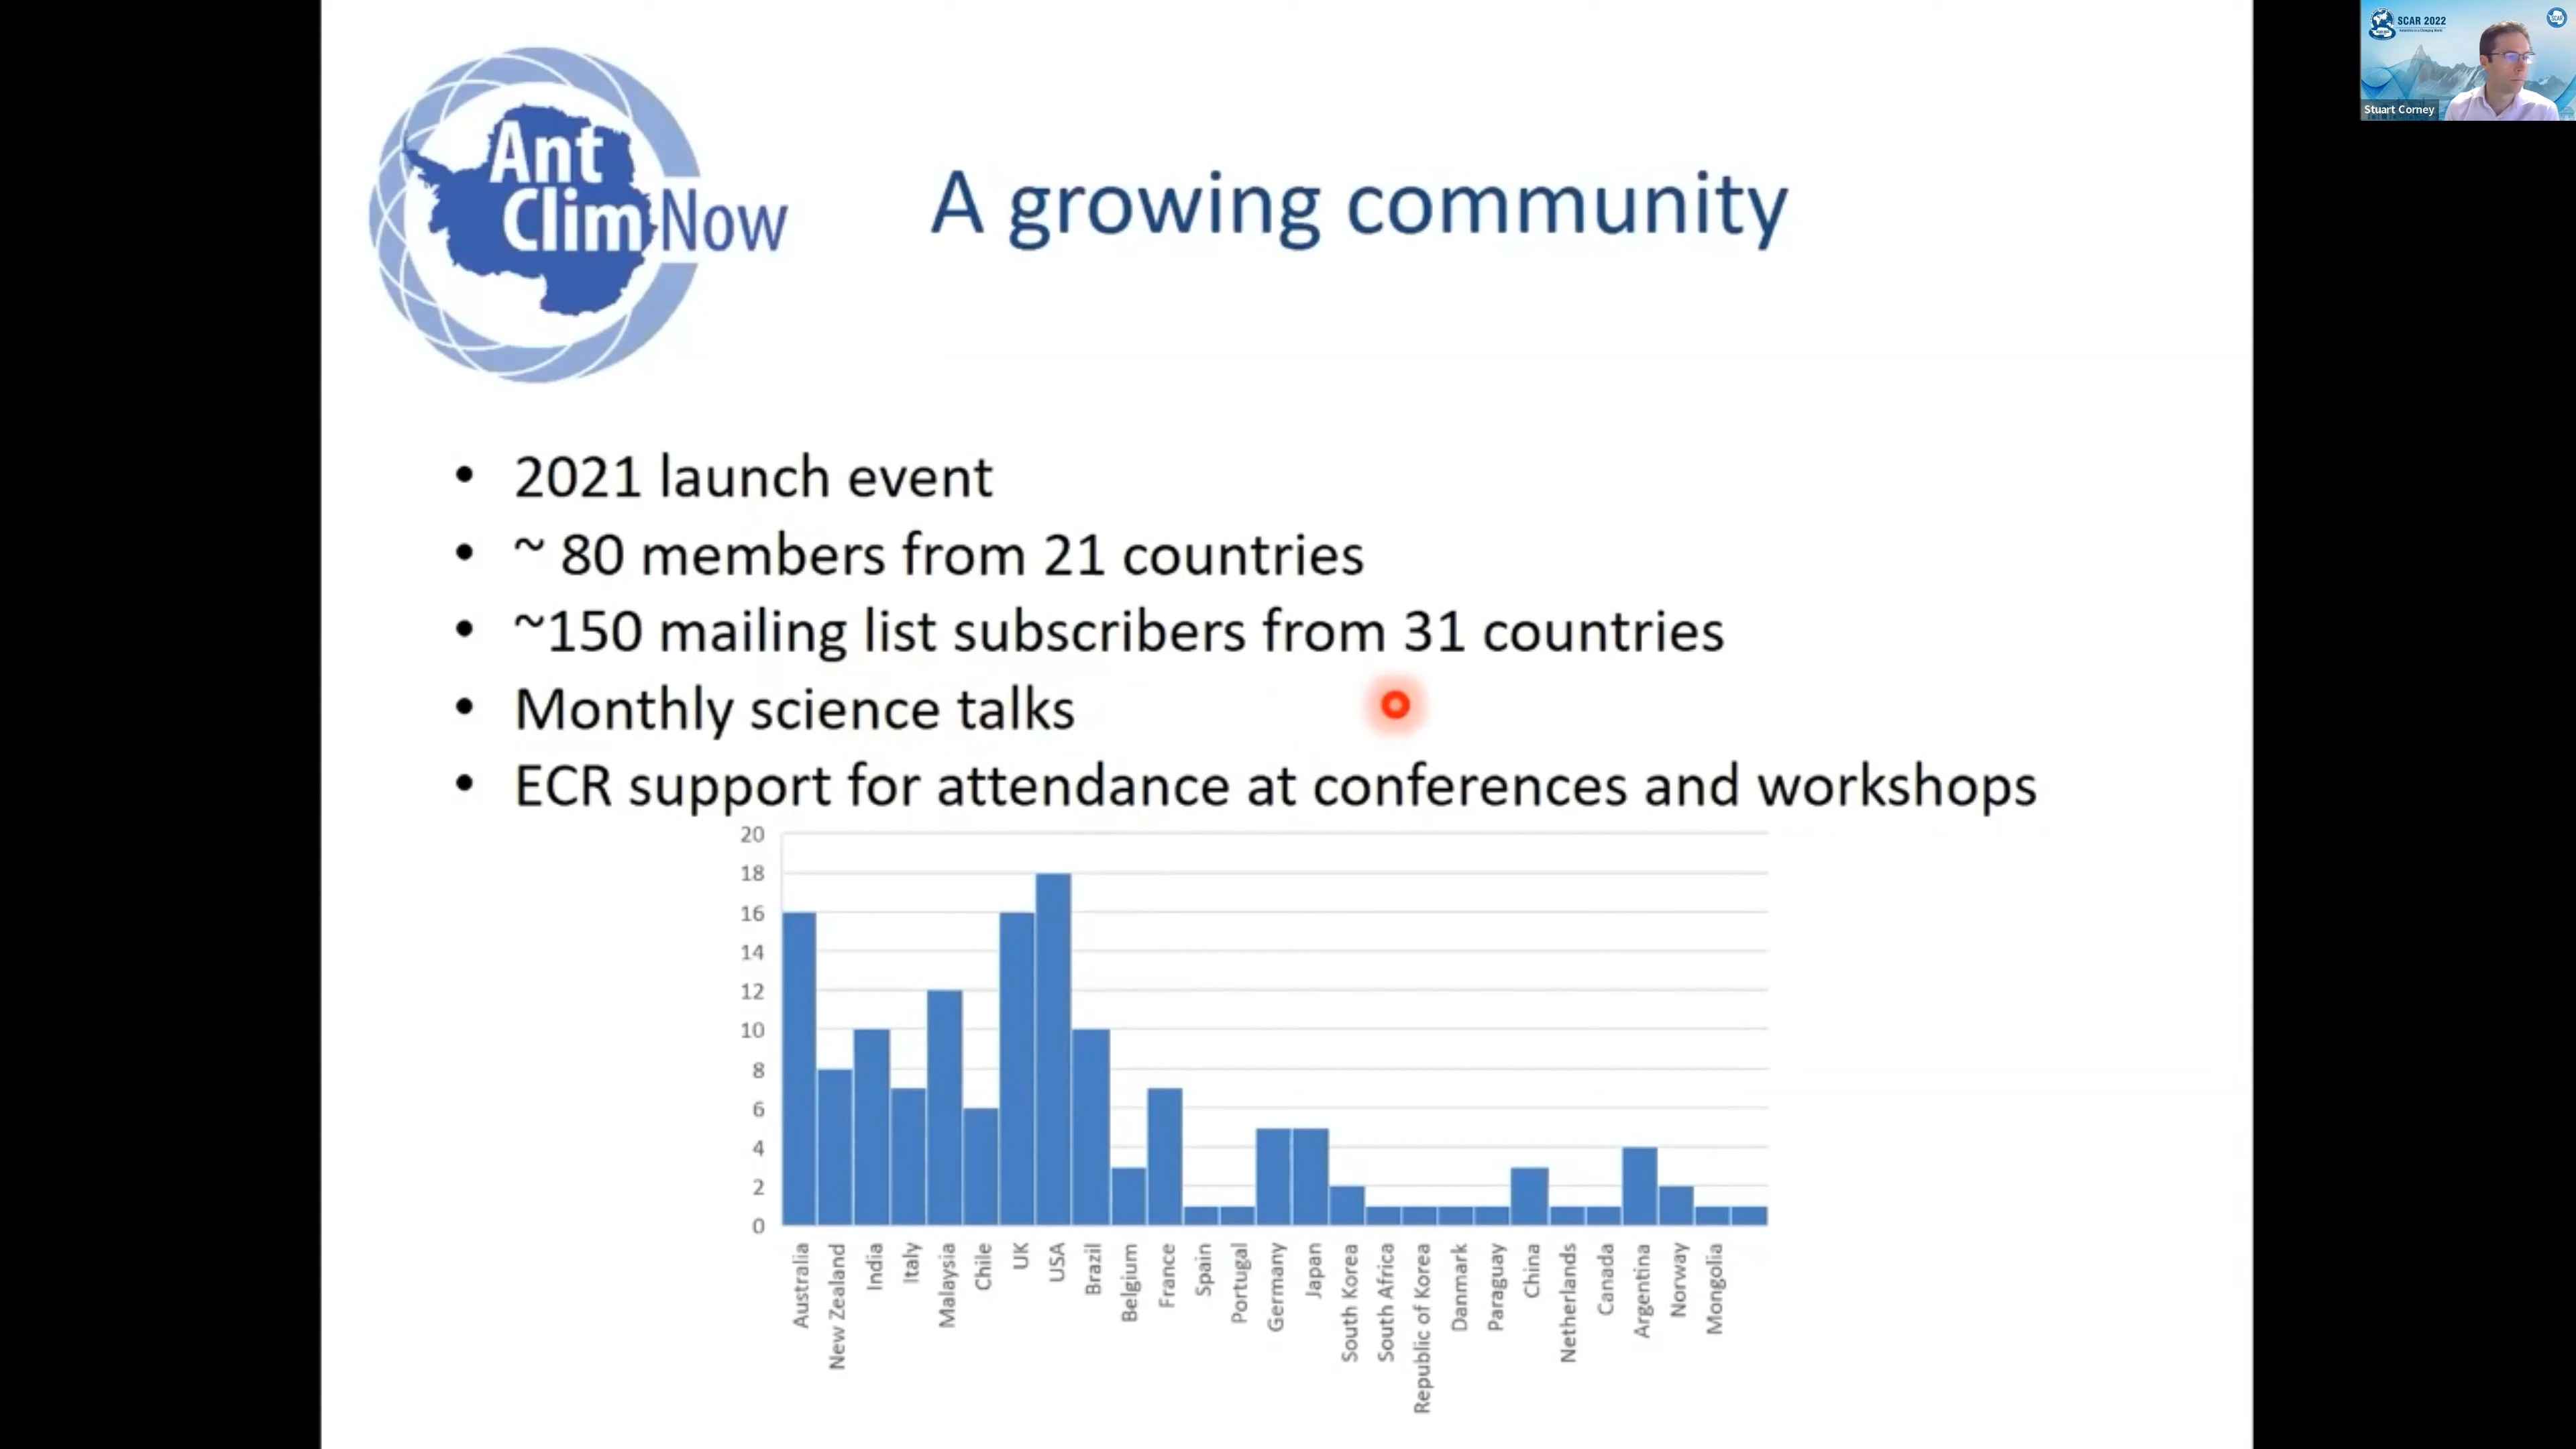 SCAR 2022
Stuart Corney
Ant
Clim Now
A growing community
• 2021 launch event
• ~ 80 members from 21 countries
• ~150 mailing list subscribers from 31 countries
• Monthly science talks
• ECR support for attendance at conferences and workshops
20
18
16
14
12
10
8
6
4
2
0
Australia
New Zealand
India
Italy
Malaysia
Chile
UK
USA
Brazil
Belgium
France
Spain
Portugal
Germany
Japan
South Korea
South Africa
Republic of Korea
Danmark
Paraguay
China
Netherlands
Canada
Argentina
Norway
Mongolia